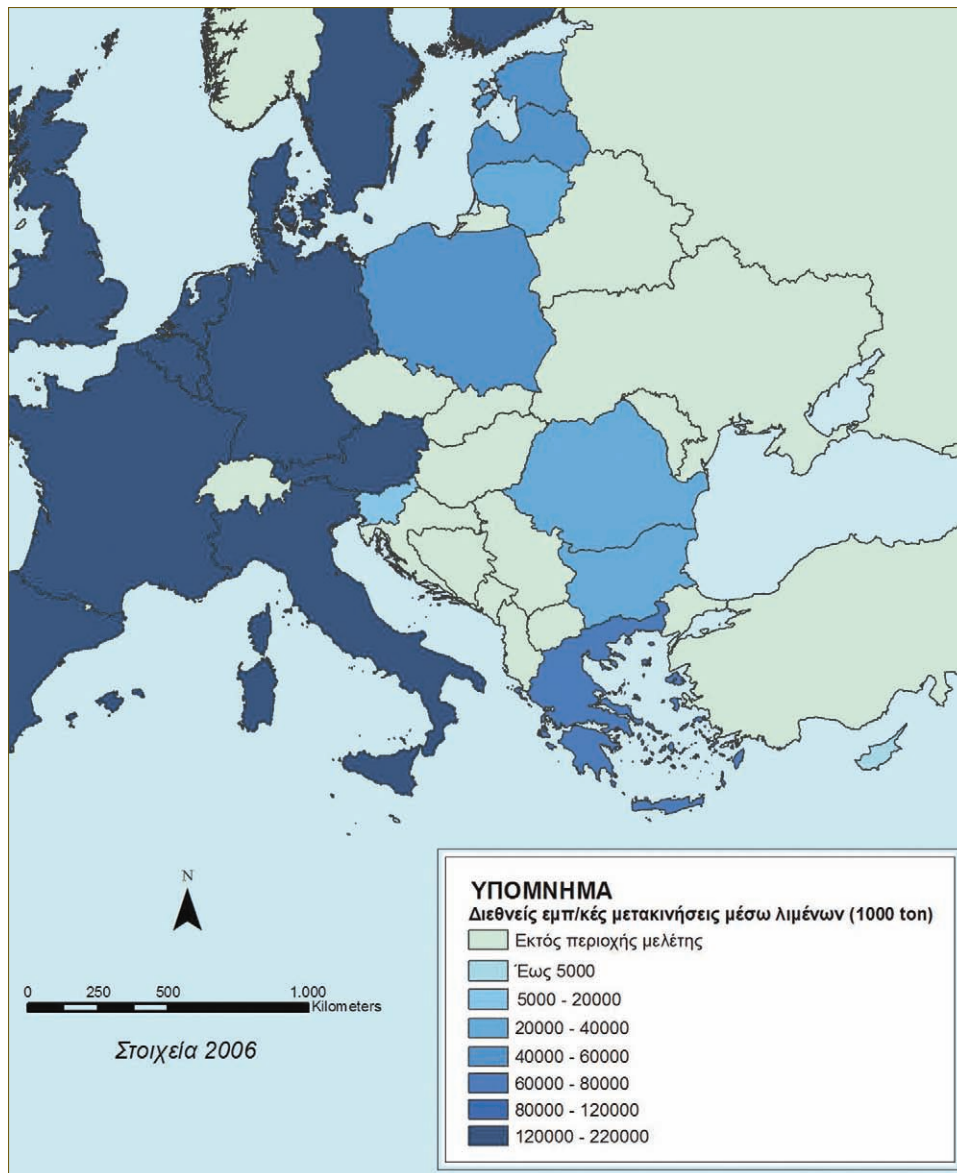 N
0 250 500 1.000
Kilometers
Στοιχεία 2006
ΥΠΟΜΝΗΜΑ
Διεθνείς εμπ/κές μετακινήσεις μέσω λιμένων (1000 ton)
Εκτός περιοχής μελέτης
Έως 5000
5000 - 20000
20000 - 40000
40000 - 60000
60000 - 80000
80000 - 120000
120000 - 220000